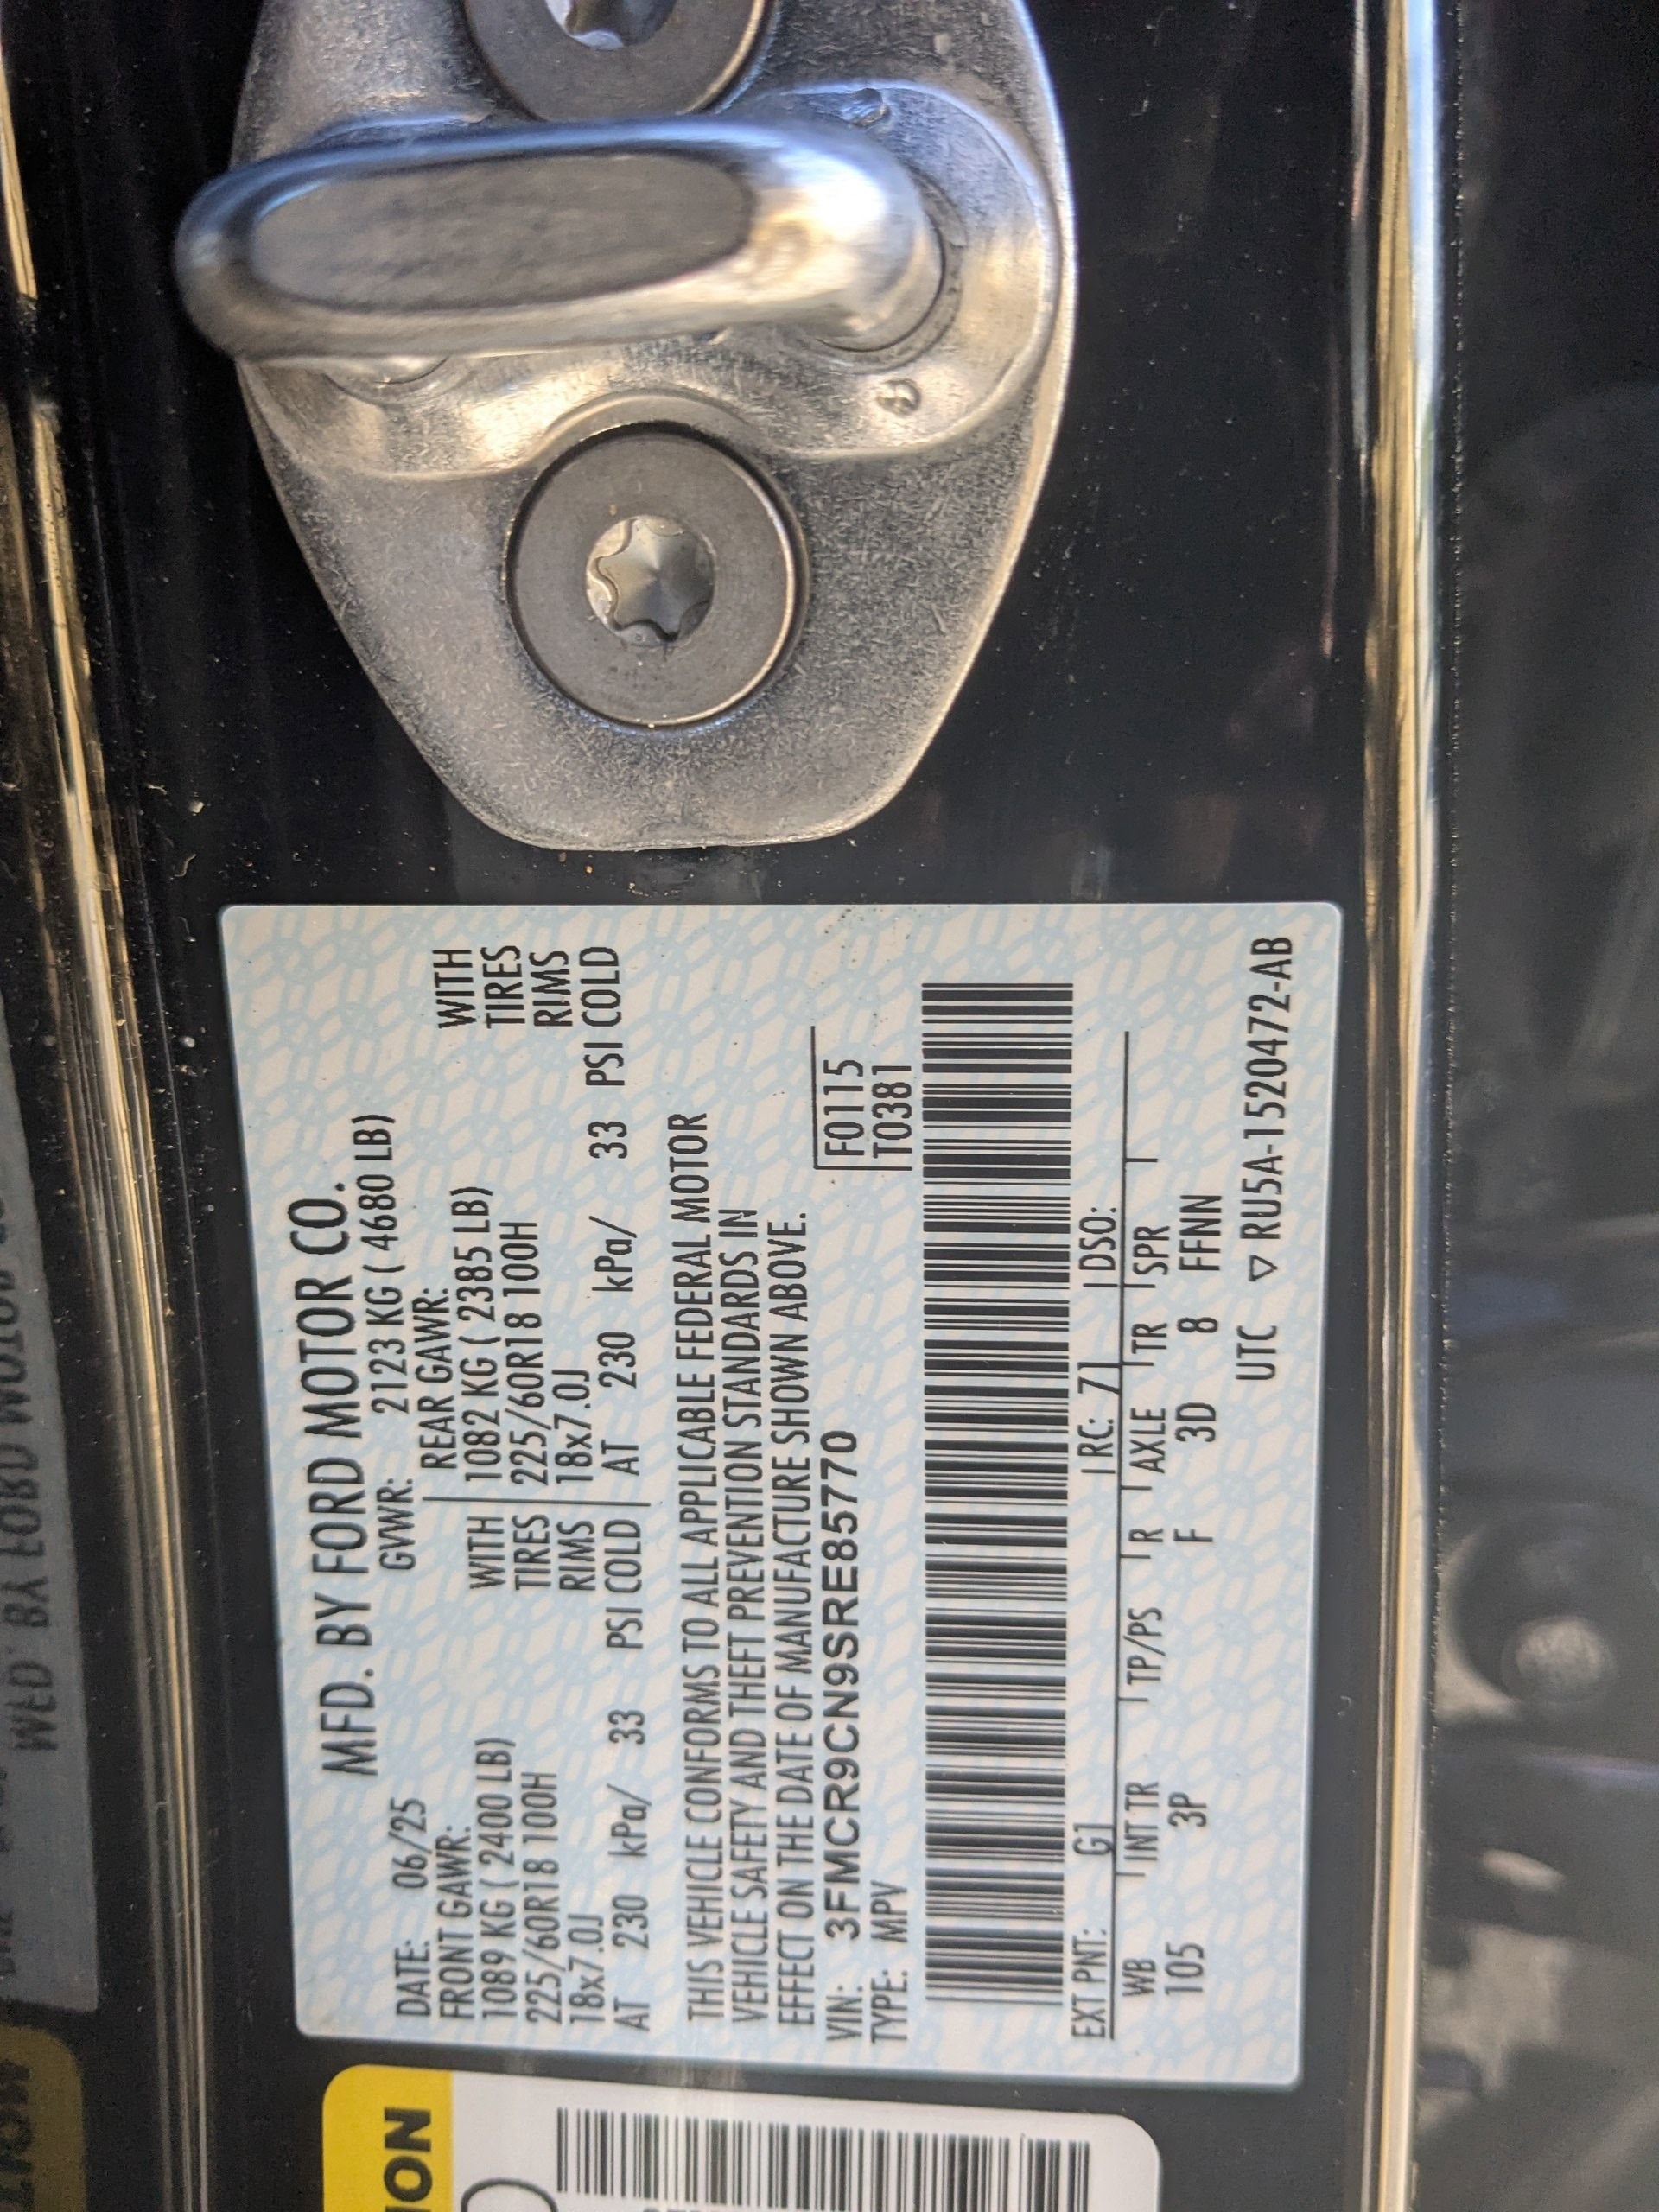 MFD. BY FORD MOTOR CO.
DATE: 06/25 GVWR: 2123 KG ( 4680 LB)
FRONT GAWR: REAR GAWR:
1089 KG ( 2400 LB) WITH 1082 KG ( 2385 LB) WITH
225/60R18 100H TIRES 225/60R18 100H TIRES
18x7.0J RIMS 18x7.0J RIMS
AT 230 kPa/ 33 PSI COLD AT 230 kPa/ 33 PSI COLD
THIS VEHICLE CONFORMS TO ALL APPLICABLE FEDERAL MOTOR
VEHICLE SAFETY AND THEFT PREVENTION STANDARDS IN
EFFECT ON THE DATE OF MANUFACTURE SHOWN ABOVE.
VIN: 3FMCR9CN9SRE85770 F0115
TYPE: MPV T0381
EXT PNT: G1 RC: 71 DSO:
WB INT TR TP/PS R AXLE TR SPR
105 3P F 3D 8 FFNN
UTC ▽ RU5A-1520472-AB